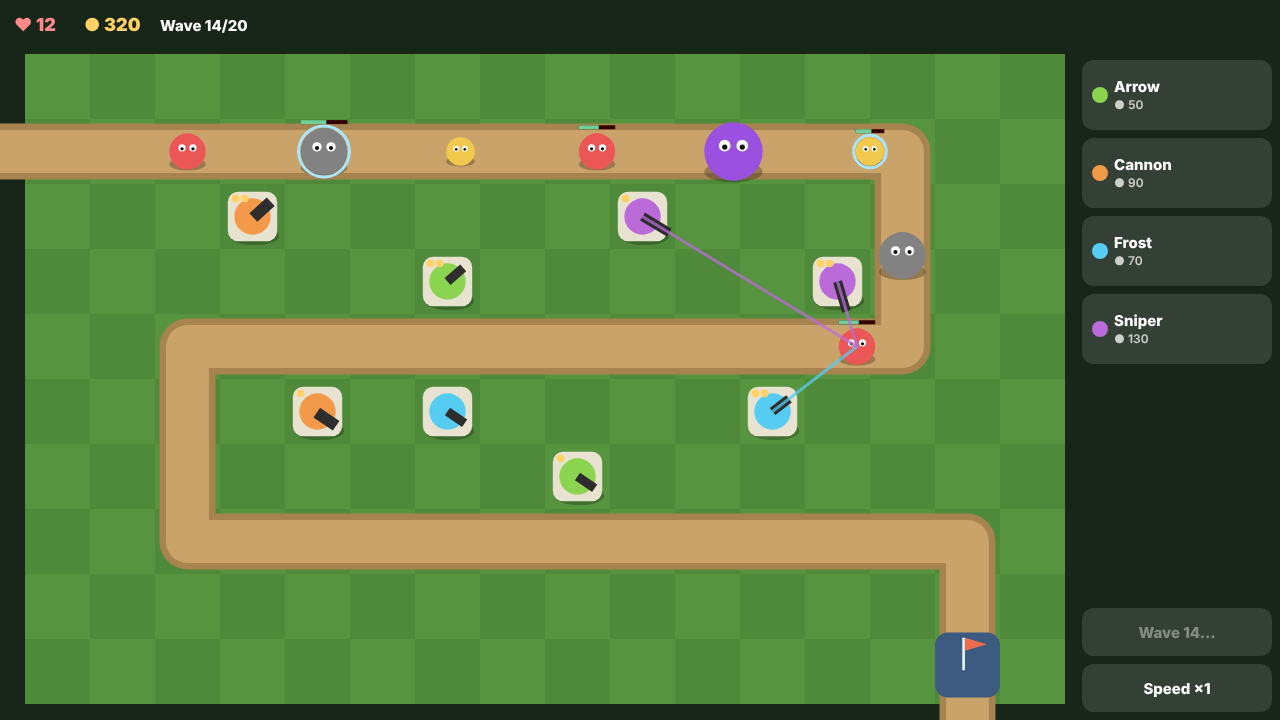 12 320 Wave 14/20
Arrow
50
Cannon
90
Frost
70
Sniper
130
Wave 14...
Speed ×1